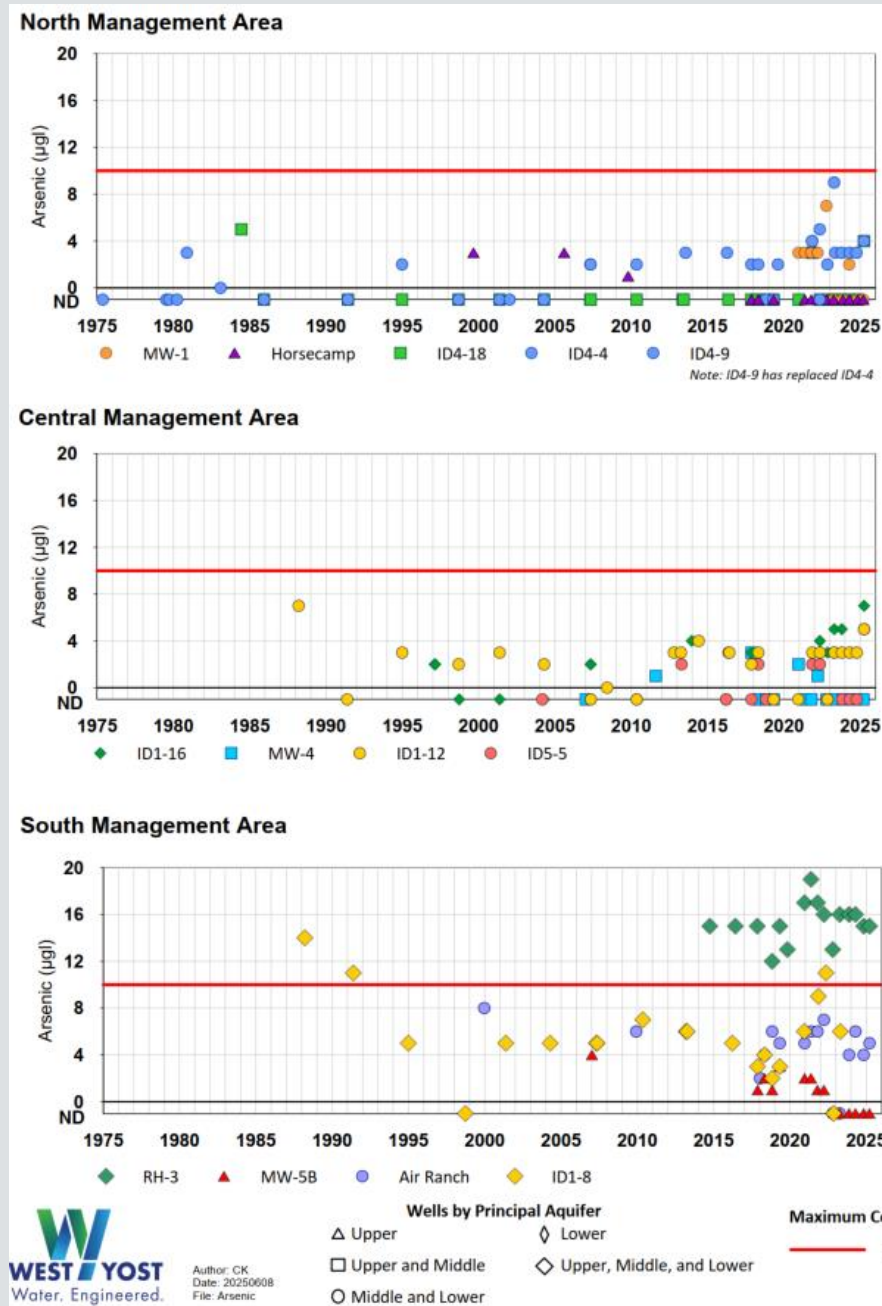 North Management Area
20
16
12
8
4
0
ND
Arsenic (µgl)
1975 1980 1985 1990 1995 2000 2005 2010 2015 2020 2025
MW-1 Horsecamp ID4-18 ID4-4 ID4-9
Note: ID4-9 has replaced ID4-4
Central Management Area
20
16
12
8
4
0
ND
Arsenic (µgl)
1975 1980 1985 1990 1995 2000 2005 2010 2015 2020 2025
ID1-16 MW-4 ID1-12 ID5-5
South Management Area
20
16
12
8
4
0
ND
Arsenic (µgl)
1975 1980 1985 1990 1995 2000 2005 2010 2015 2020 2025
RH-3 MW-5B Air Ranch ID1-8
Wells by Principal Aquifer
Upper Lower
Upper and Middle Upper, Middle, and Lower
Middle and Lower
Maximum Co
WEST YOST
Water. Engineered.
Author: CK
Date: 20250608
File: Arsenic